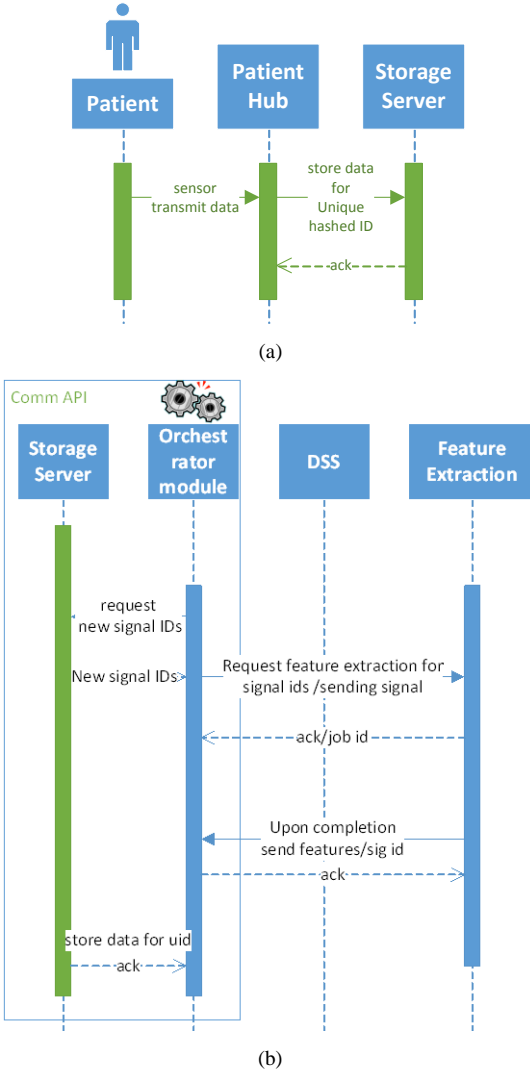 Patient
Patient
Hub
Storage
Server
sensor
transmit data
store data
for
Unique
hashed ID
ack
(a)
Comm API
Storage
Server
Orchest
rator
module
DSS
Feature
Extraction
request
new signal IDs
New signal IDs
Request feature extraction for
signal ids /sending signal
ack/job id
Upon completion
send features/sig id
ack
store data for uid
ack
(b)